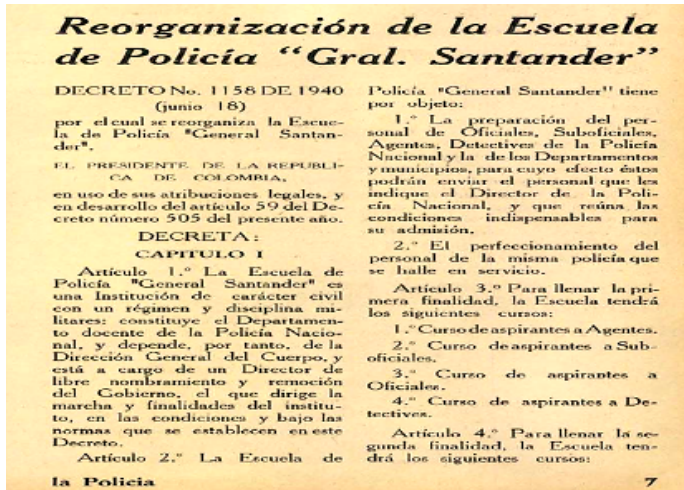 Reorganización de la Escuela
de Policía “Gral. Santander”
DECRETO No. 1158 DE 1940
(junio 18)
por el cual se reorganiza la Escue-
la de Policía "General Santan-
der".
EL PRESIDENTE DE LA REPUBLI-
CA DE COLOMBIA,
en uso de sus atribuciones legales, y
en desarrollo del artículo 59 del De-
creto número 505 del presente año.
DECRETA:
CAPITULO I
Artículo 1.º La Escuela de
Policía "General Santander" es
una Institución de carácter civil
con un régimen y disciplina mi-
litares; constituye el Departamen-
to docente de la Policía Nacio-
nal, y depende, por tanto, de la
Dirección General del Cuerpo, y
está a cargo de un Director de
libre nombramiento y remoción
del Gobierno, el que dirige la
marcha y finalidades del institu-
to, en las condiciones y bajo las
normas que se establecen en este
Decreto.
Artículo 2.º La Escuela de
Policía "General Santander" tiene
por objeto:
1.º La preparación del per-
sonal de Oficiales, Suboficiales,
Agentes, Detectives de la Policía
Nacional y la de los Departamentos
y municipios, para cuyo efecto éstos
podrán enviar el personal que les
indique el Director de la Poli-
cía Nacional, y que reúna las
condiciones indispensables para
su admisión.
2.º El perfeccionamiento del
personal de la misma policía que
se halle en servicio.
Artículo 3.º Para llenar la pri-
mera finalidad, la Escuela tendrá
los siguientes cursos:
1.º Curso de aspirantes a Agentes.
2.º Curso de aspirantes a Sub-
oficiales.
3.º Curso de aspirantes a
Oficiales.
4.º Curso de aspirantes a De-
tectives.
Artículo 4.º Para llenar la se-
gunda finalidad, la Escuela ten-
drá los siguientes cursos:
la Policia 7